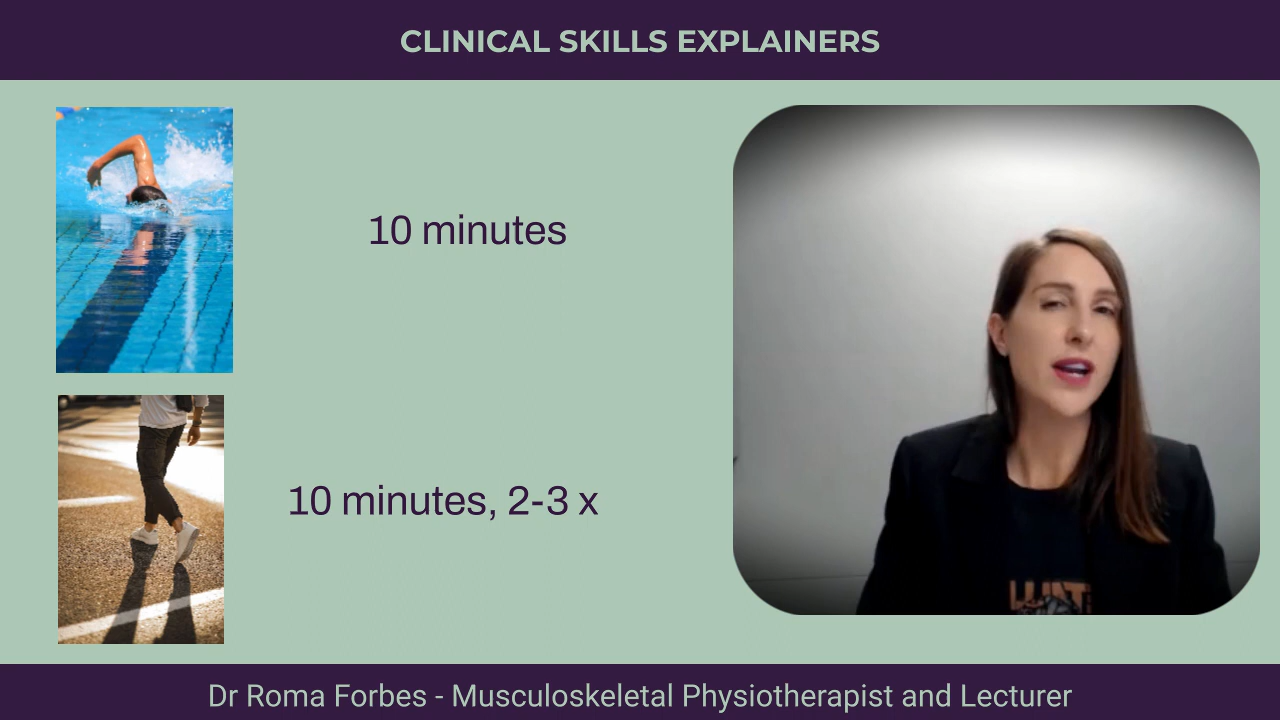 CLINICAL SKILLS EXPLAINERS
10 minutes
10 minutes, 2-3 x
Dr Roma Forbes - Musculoskeletal Physiotherapist and Lecturer